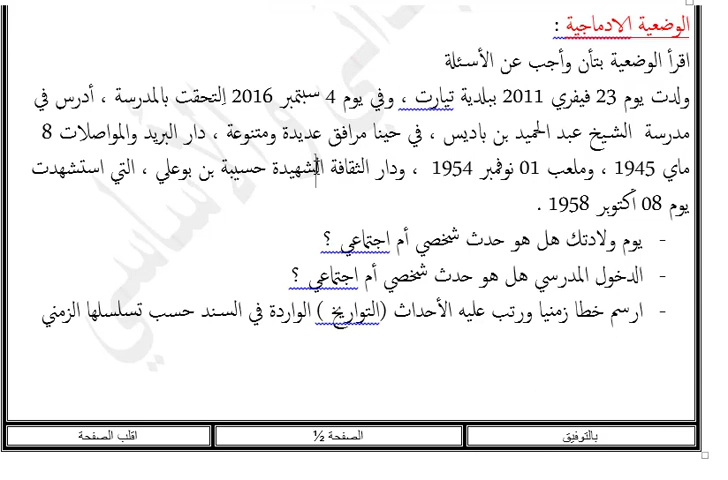 الوضعية الادماجية :
اقرأ الوضعية بتأن وأجب عن الأسئلة
ولدت يوم 23 فيفري 2011 ببلدية تيارت ، وفي يوم 4 سبتمبر 2016 إلتحقت بالمدرسة ، أدرس في
مدرسة الشيخ عبد الحميد بن باديس ، في حينا مرافق عديدة ومتنوعة ، دار البريد والمواصلات 8
ماي 1945 ، وملعب 01 نوفمبر 1954 ، ودار الثقافة الشهيدة حسيبة بن بوعلي ، التي استشهدت
يوم 08 أكتوبر 1958 .
- يوم ولادتك هل هو حدث شخصي أم اجتماعي ؟
- الدخول المدرسي هل هو حدث شخصي أم اجتماعي ؟
- ارسم خطا زمنيا ورتب عليه الأحداث (التواريخ ) الواردة في السند حسب تسلسلها الزمني
بالتوفيق الصفحة ½ اقلب الصفحة